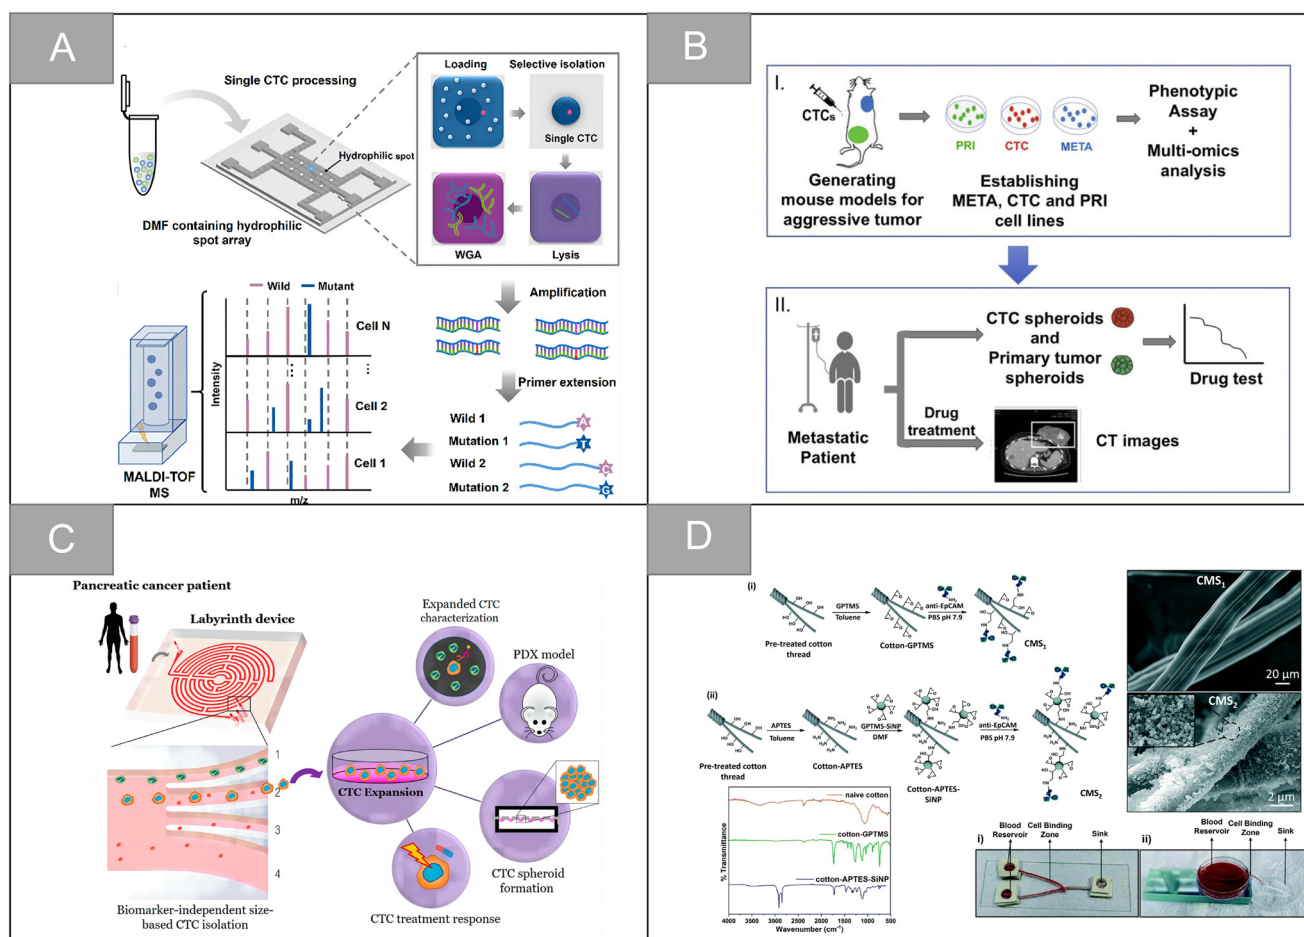 A
Single CTC processing
Loading
Selective isolation
Single CTC
Hydrophilic spot
DMF containing hydrophilic
spot array
WGA
Lysis
Wild
Mutant
Amplification
Cell N
Intensity
Primer extension
Cell 2
Wild 1
A
Mutation 1
T
Cell 1
Wild 2
C
Mutation 2
G
MALDI-TOF
MS
m/z
B
I.
CTCs
PRI
CTC
META
Phenotypic
Assay
+
Multi-omics
analysis
Generating
mouse models for
aggressive tumor
Establishing
META, CTC and PRI
cell lines
II.
CTC spheroids
and
Primary tumor
spheroids
Drug test
Drug
treatment
Metastatic
Patient
CT images
C
Pancreatic cancer
patient
Labyrinth device
Expanded CTC
characterization
PDX model
1
2
3
4
CTC Expansion
CTC spheroid
formation
Biomarker-independent size-
based CTC isolation
CTC treatment response
D
(i)
GPTMS
Toluene
anti-EpCAM
PBS pH 7.9
Pre-treated cotton
thread
Cotton-GPTMS
CMS1
(ii)
APTES
Toluene
GPTMS-SiNP
DMF
anti-EpCAM
PBS pH 7.9
Pre-treated cotton
thread
Cotton-APTES
Cotton-APTES-
SiNP
CMS2
CMS1
20 µm
CMS2
2 µm
% Transmittance
naive cotton
cotton-GPTMS
cotton-APTES-SiNP
4000 3500 3000 2500 2000 1500 1000 500
Wavenumber (cm-1)
Blood
Reservoir
Cell Binding
Zone
Sink
i)
Blood
Reservoir
Cell Binding
Zone
Sink
ii)